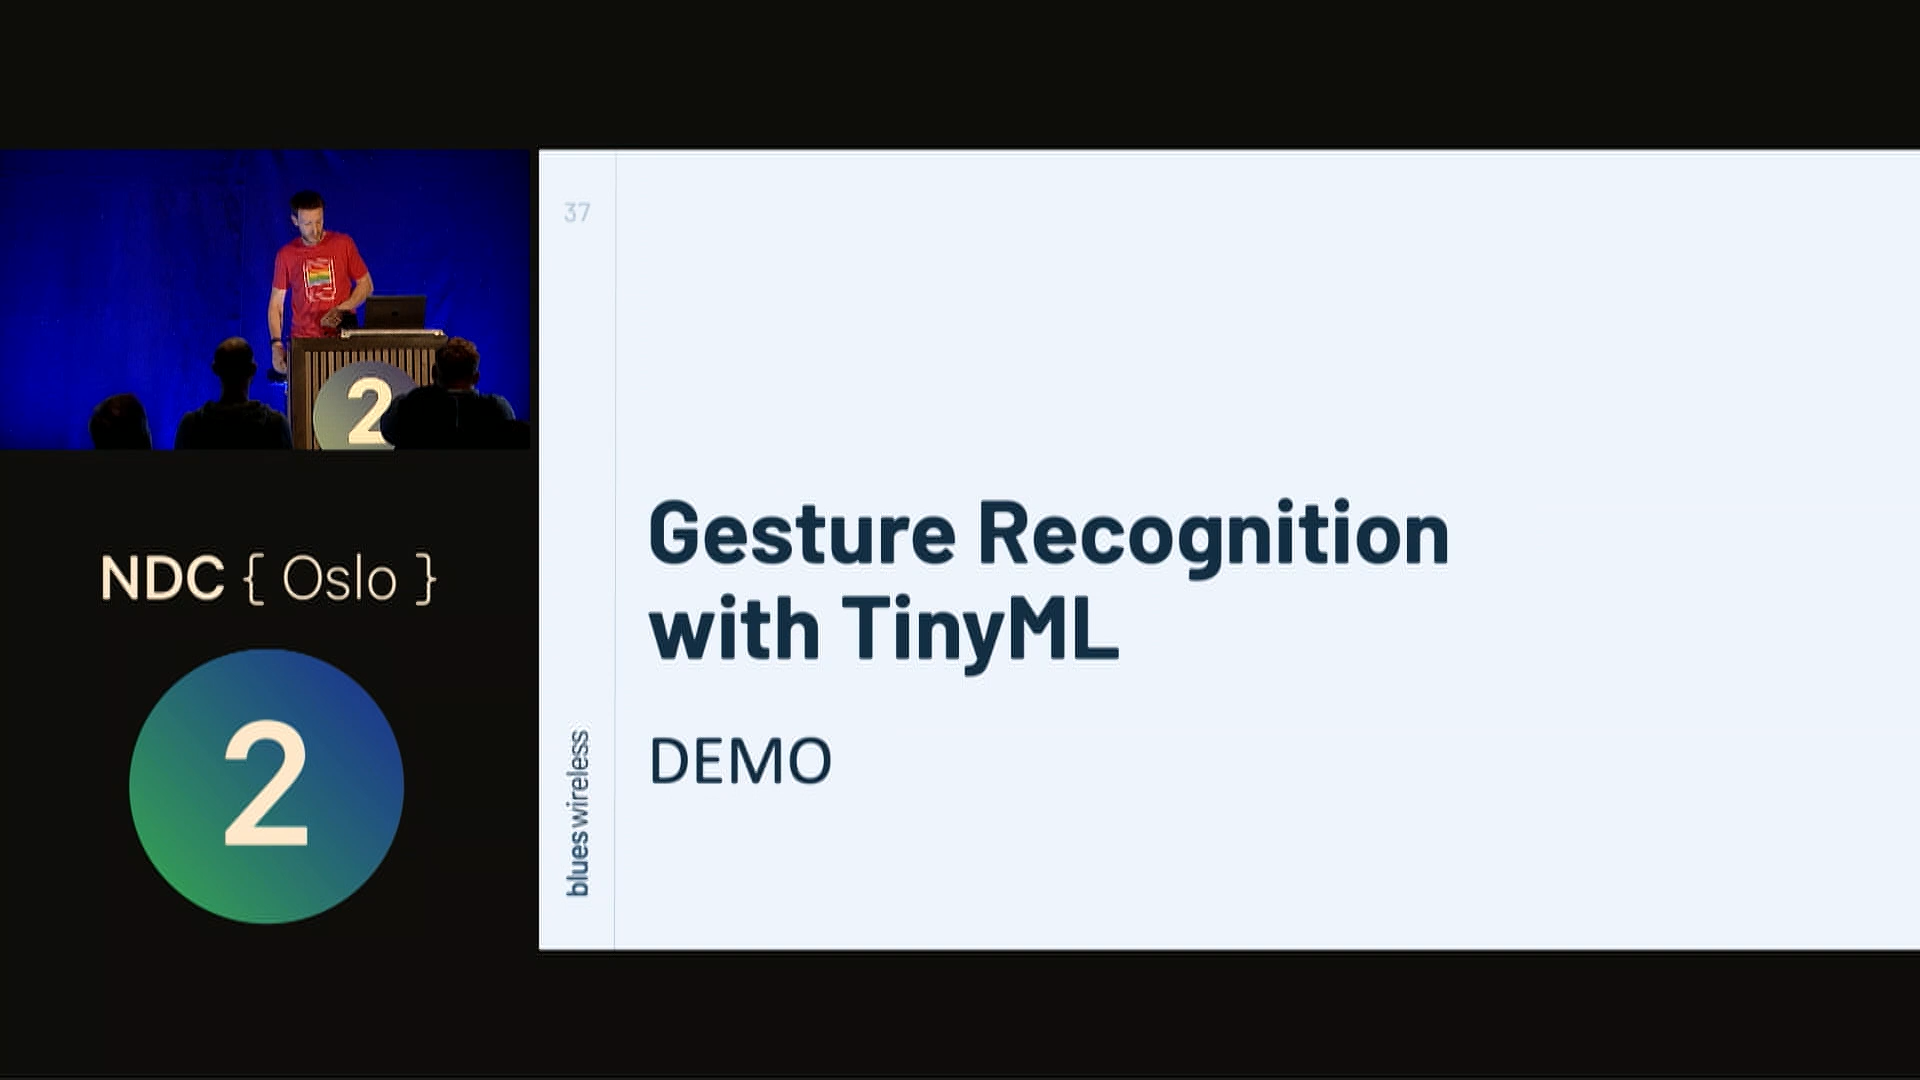 2
NDC { Oslo }
2
37
Gesture Recognition
with TinyML
DEMO
blues wireless